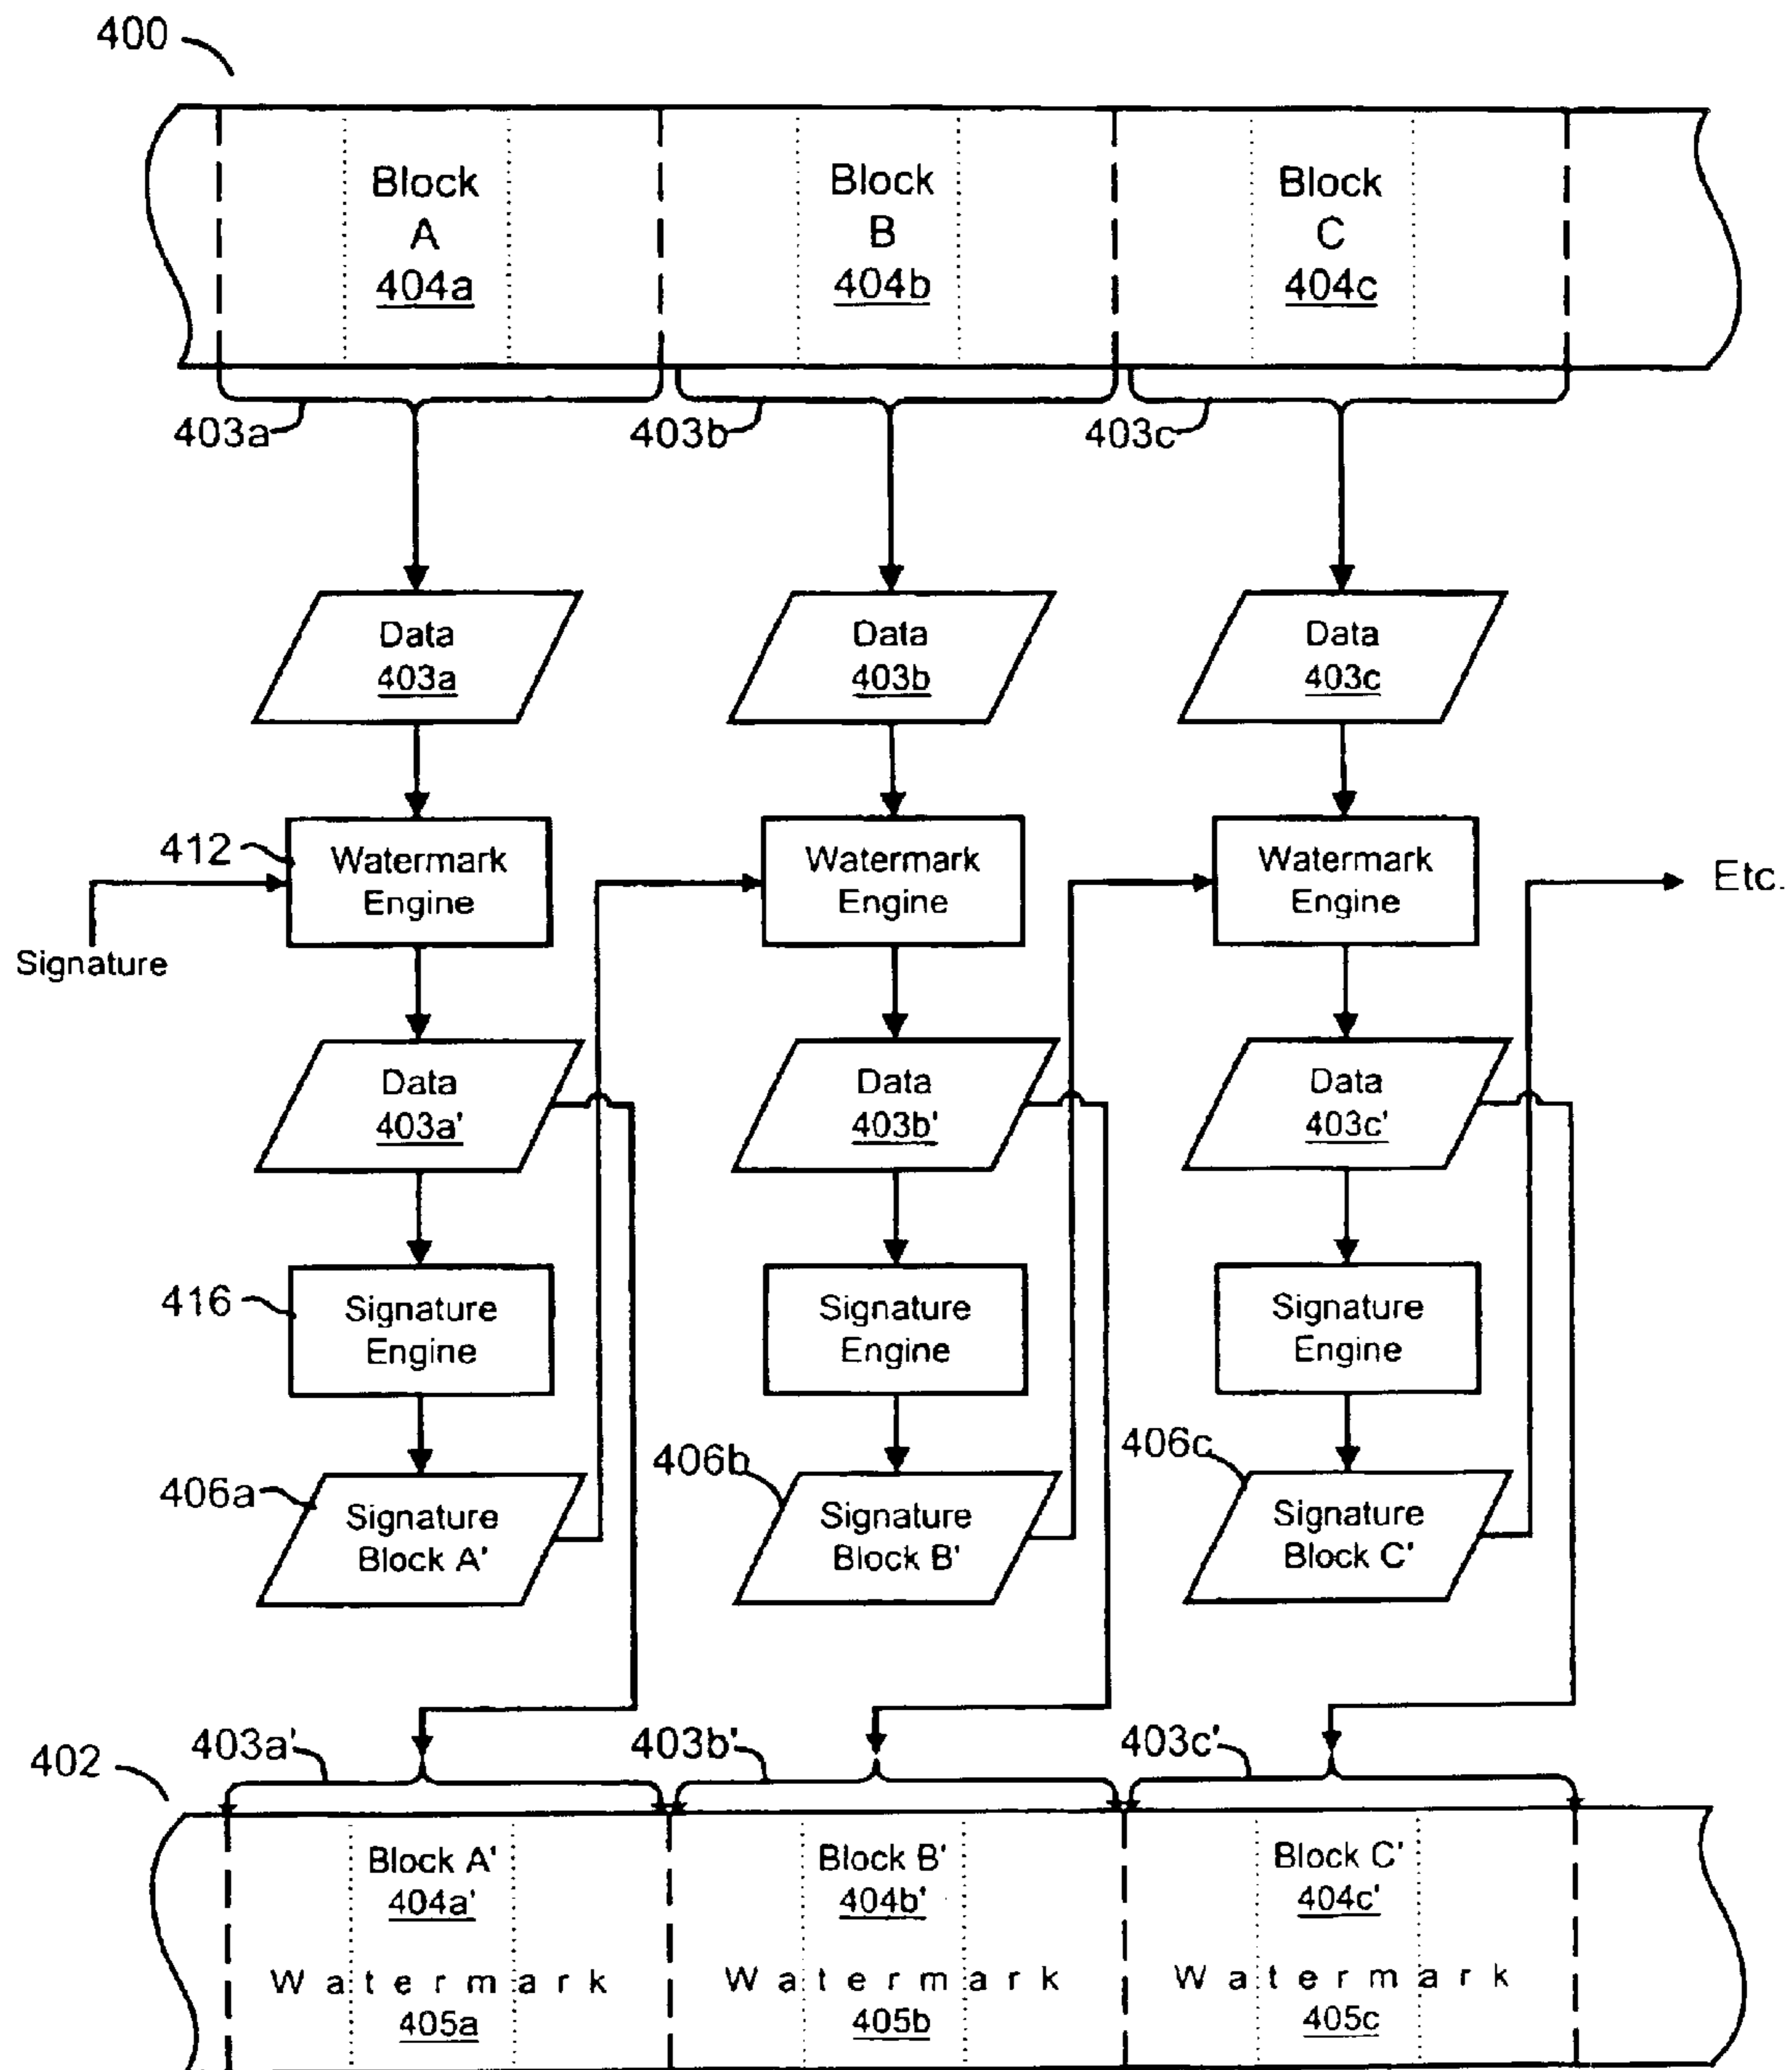 400
Block
A
404a
Block
B
404b
Block
C
404c
403a
403b
403c
Data
403a
Data
403b
Data
403c
412
Watermark
Engine
Watermark
Engine
Watermark
Engine
Etc.
Signature
Data
403a'
Data
403b'
Data
403c'
416
Signature
Engine
Signature
Engine
Signature
Engine
406a
Signature
Block A'
406b
Signature
Block B'
406c
Signature
Block C'
402
403a'
403b'
403c'
Block A'
404a'
Watermark
405a
Block B'
404b'
Watermark
405b
Block C'
404c'
Watermark
405c